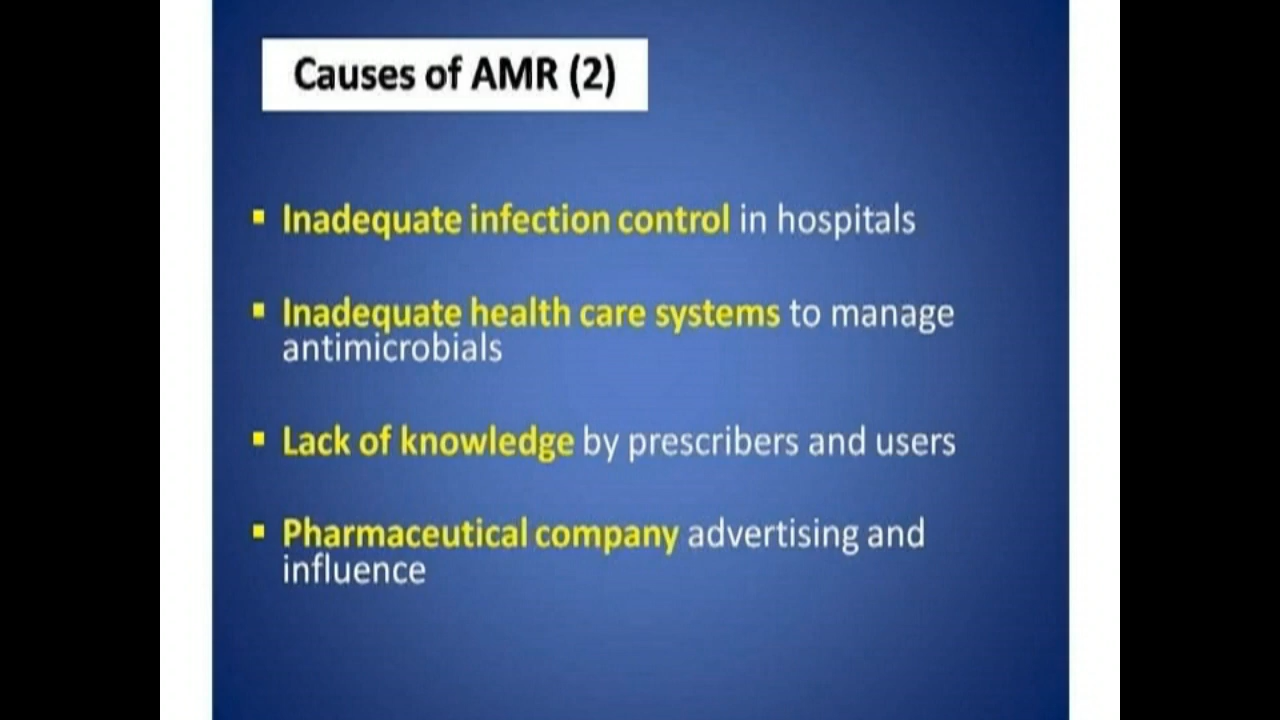 Causes of AMR (2)
▪ Inadequate infection control in hospitals
▪ Inadequate health care systems to manage
antimicrobials
▪ Lack of knowledge by prescribers and users
▪ Pharmaceutical company advertising and
influence